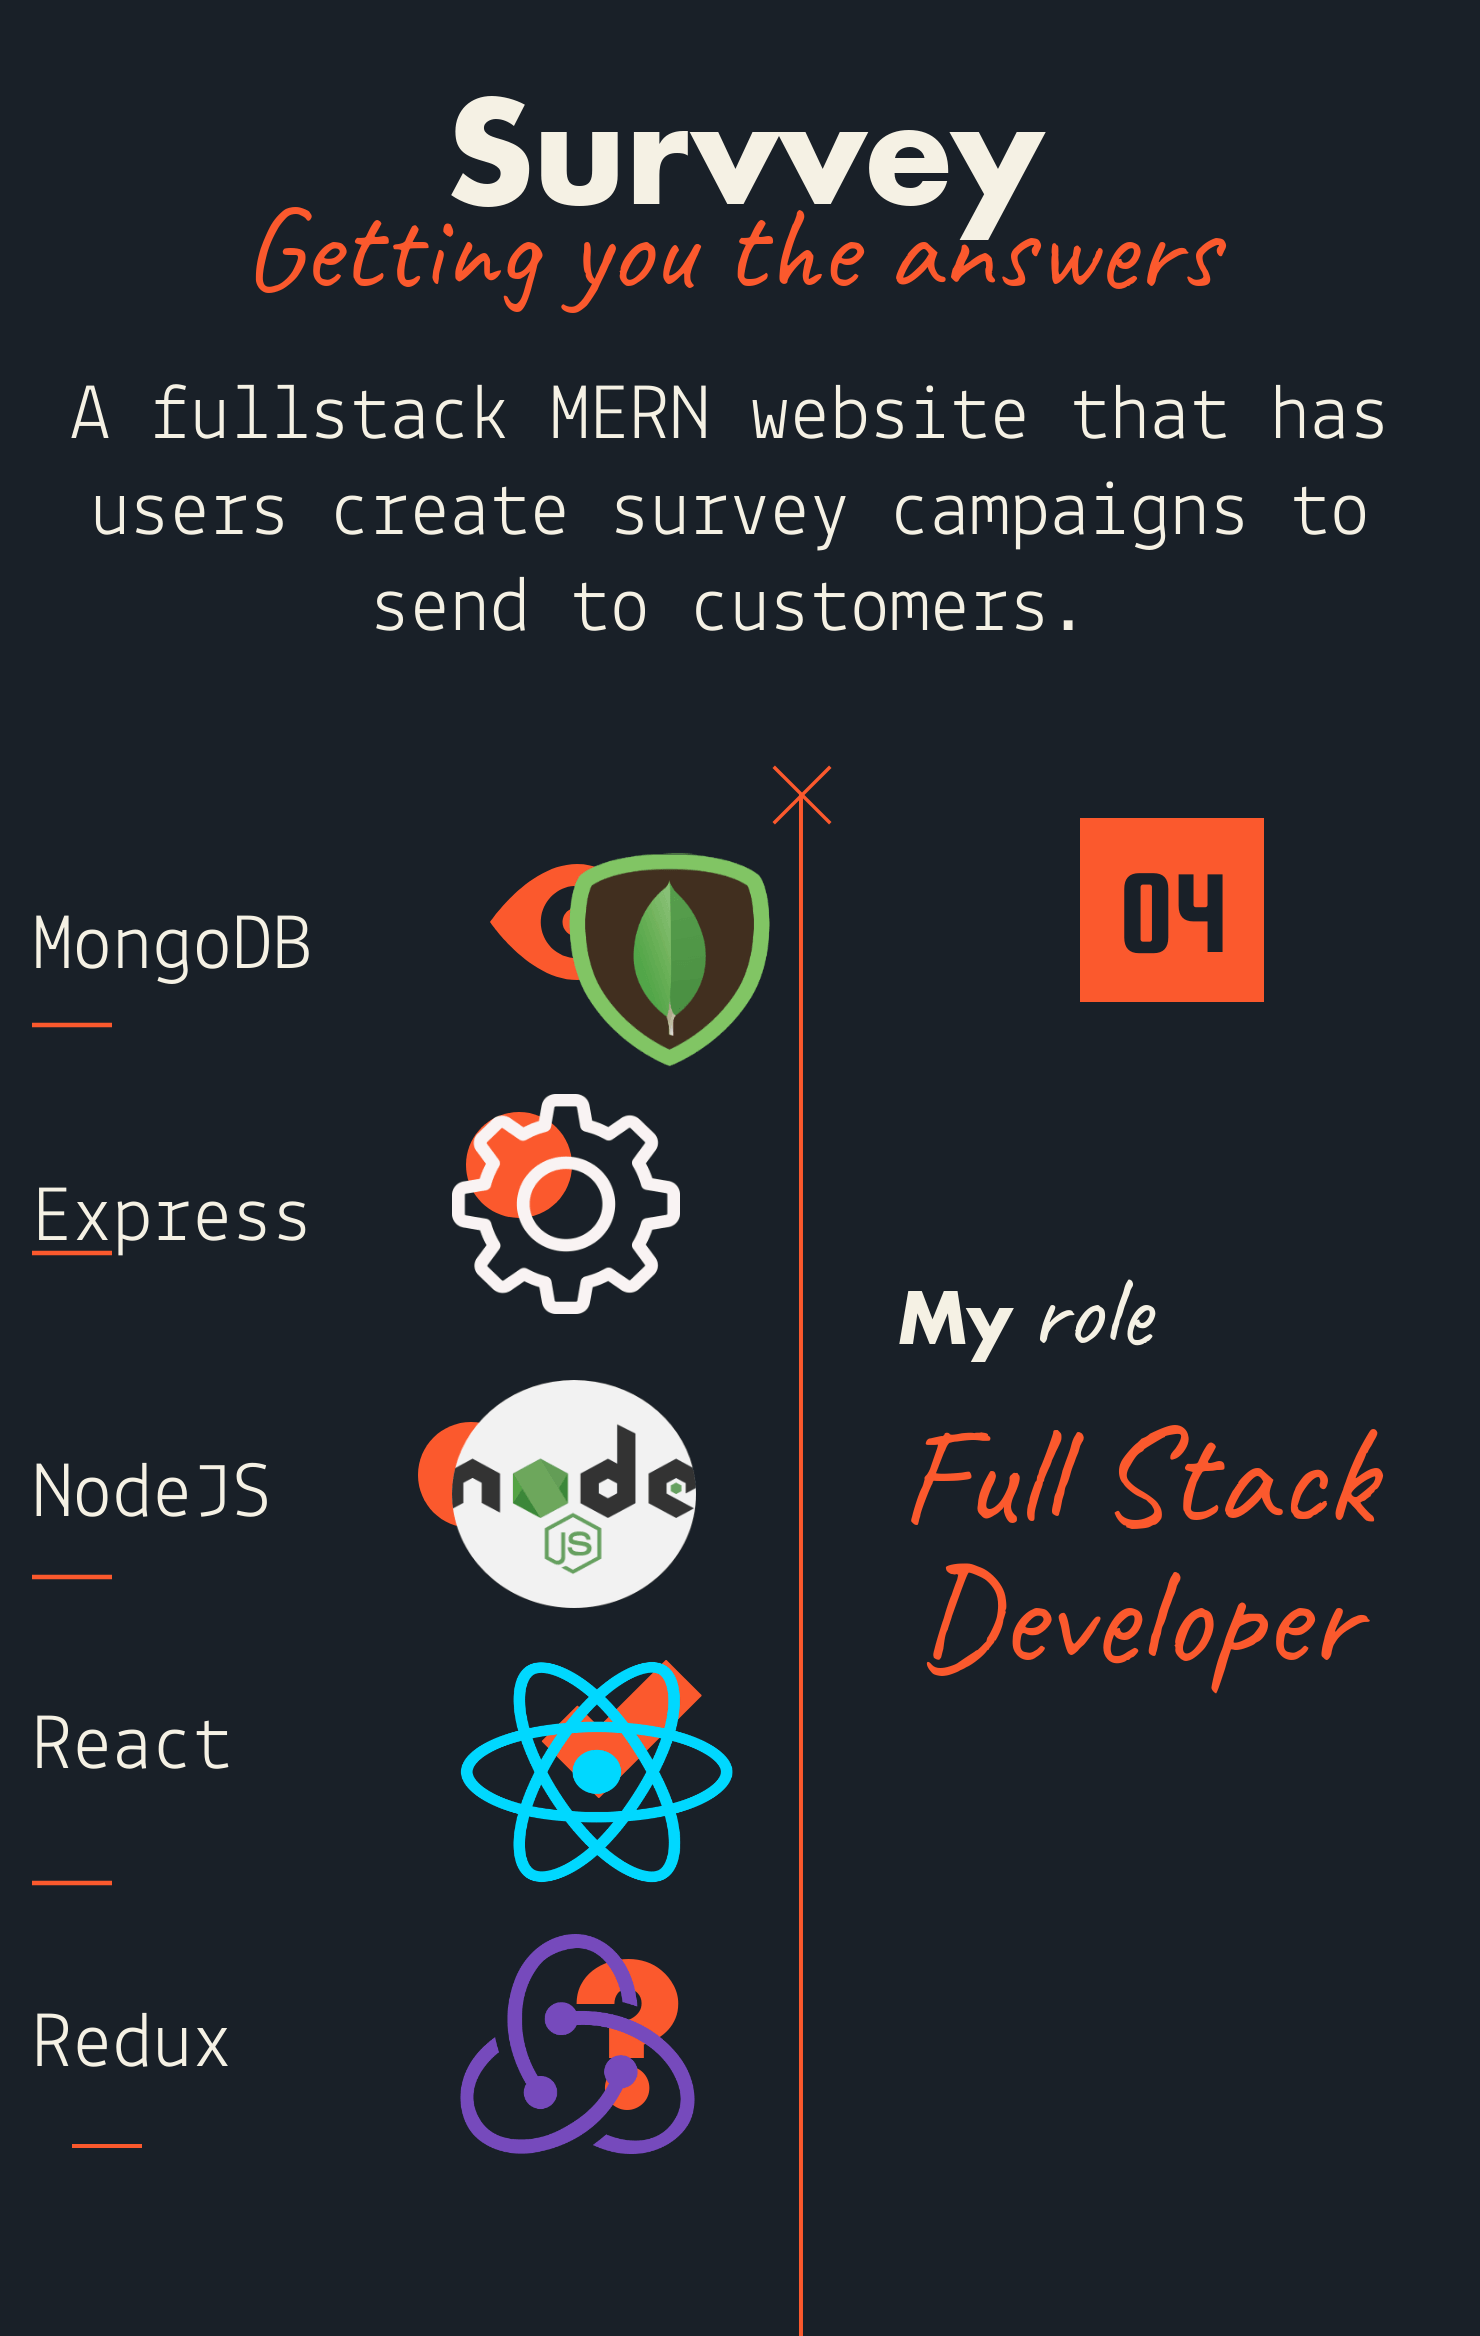 Survvey
Getting you the answers
A fullstack MERN website that has
users create survey campaigns to
send to customers.
04
MongoDB
Express
NodeJS
node
JS
React
Redux
My role
Full Stack
Developer